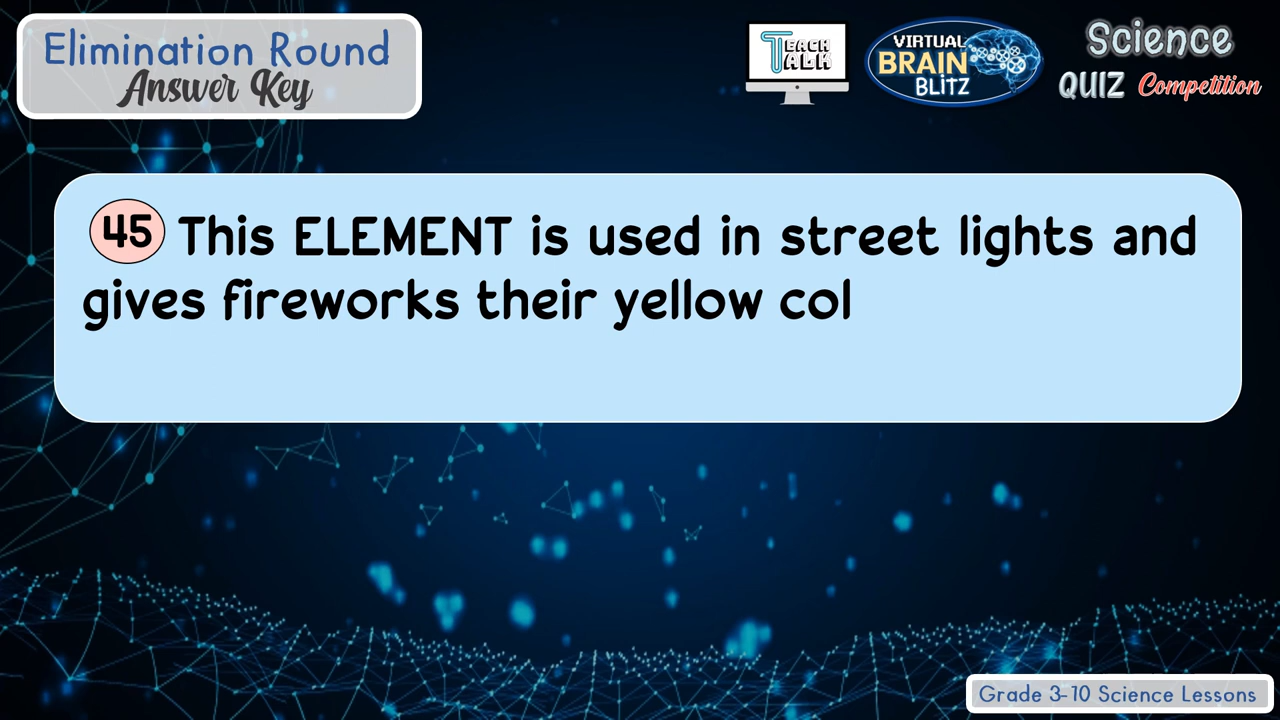 Elimination Round
Answer Key
TEACH
TALK
VIRTUAL
BRAIN
BLITZ
Science
QUIZ Competition
45 This ELEMENT is used in street lights and
gives fireworks their yellow col
Grade 3-10 Science Lessons